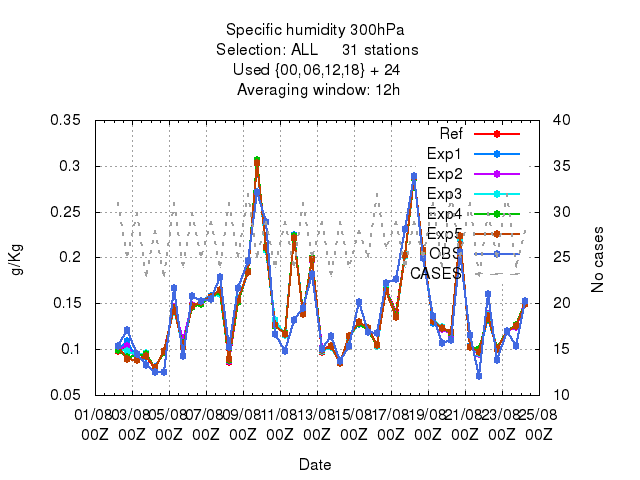 Specific humidity 300hPa
Selection: ALL 31 stations
Used {00,06,12,18} + 24
Averaging window: 12h
0.35 40
Ref
0.3 35
Exp1
Exp2
0.25 30
Exp3
Exp4
Exp5
0.2 25
OBS
CASES
g/Kg
No cases
0.15 20
0.1 15
0.05 10
01/08 03/08 05/08 07/08 09/08 11/08 13/08 15/08 17/08 19/08 21/08 23/08 25/08
00Z 00Z 00Z 00Z 00Z 00Z 00Z 00Z 00Z 00Z 00Z 00Z 00Z
Date